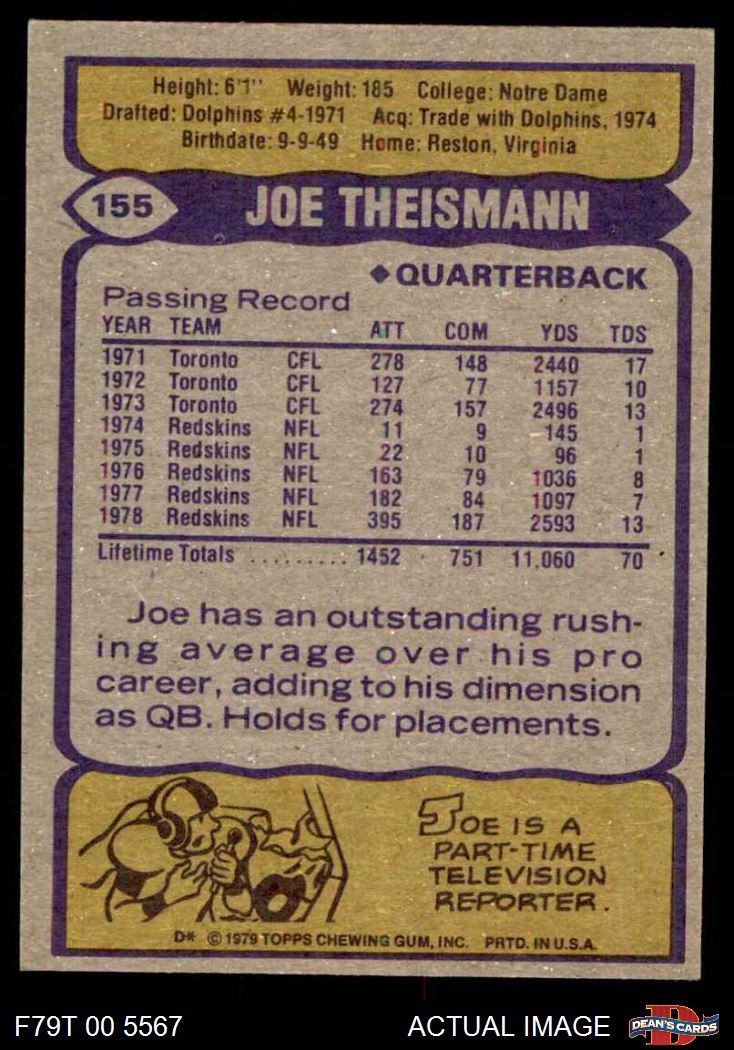 Height: 6'1" Weight: 185 College: Notre Dame
Drafted: Dolphins #4-1971 Acq: Trade with Dolphins, 1974
Birthdate: 9-9-49 Home: Reston, Virginia
155 JOE THEISMANN
◆QUARTERBACK
Passing Record
YEAR TEAM ATT COM YDS TDS
1971 Toronto CFL 278 148 2440 17
1972 Toronto CFL 127 77 1157 10
1973 Toronto CFL 274 157 2496 13
1974 Redskins NFL 11 9 145 1
1975 Redskins NFL 22 10 96 1
1976 Redskins NFL 163 79 1036 8
1977 Redskins NFL 182 84 1097 7
1978 Redskins NFL 395 187 2593 13
Lifetime Totals ......... 1452 751 11,060 70
Joe has an outstanding rush-
ing average over his pro
career, adding to his dimension
as QB. Holds for placements.
JOE IS A
PART-TIME
TELEVISION
REPORTER.
D* © 1979 TOPPS CHEWING GUM, INC. PRTD. IN U.S.A.
F79T 00 5567 ACTUAL IMAGE D DEAN'S CARDS